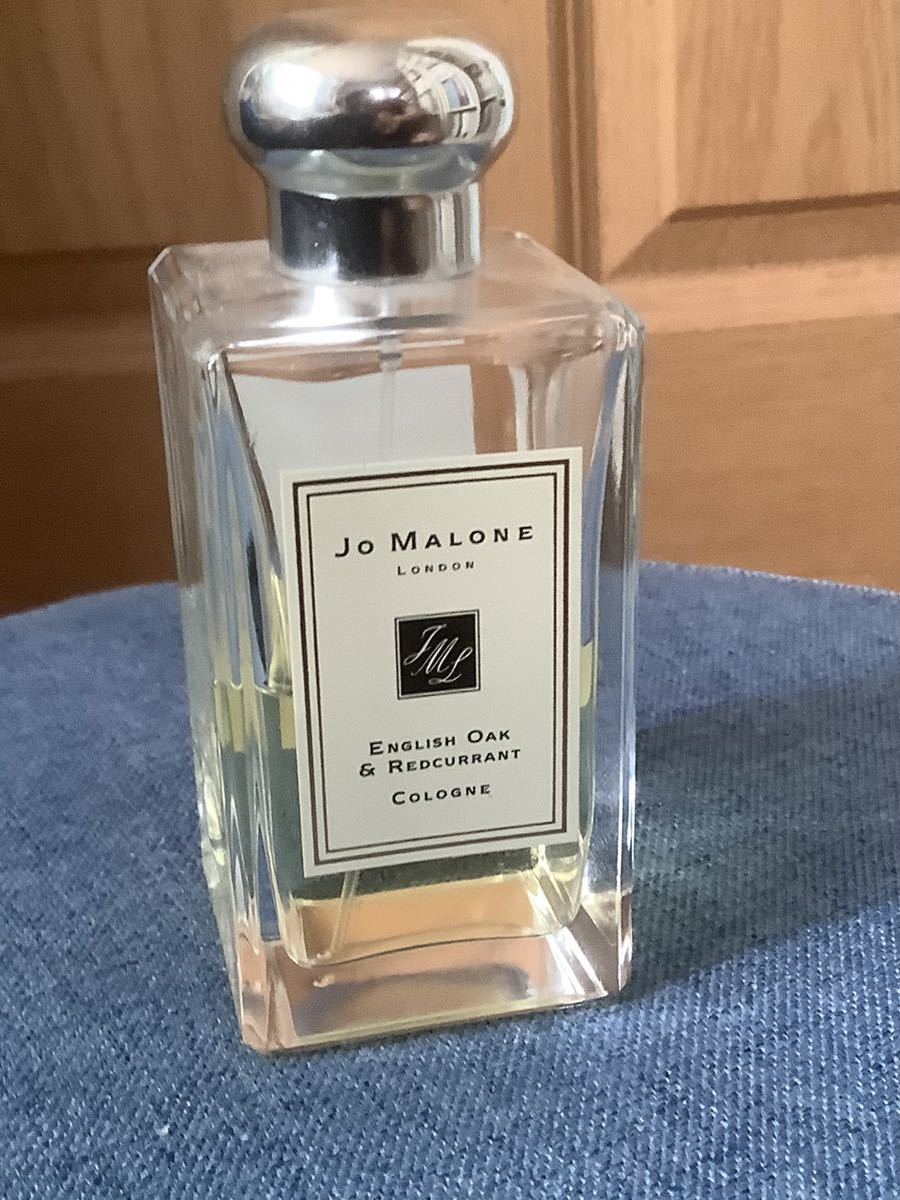 JO MALONE
LONDON
JML
ENGLISH OAK
& REDCURRANT
COLOGNE